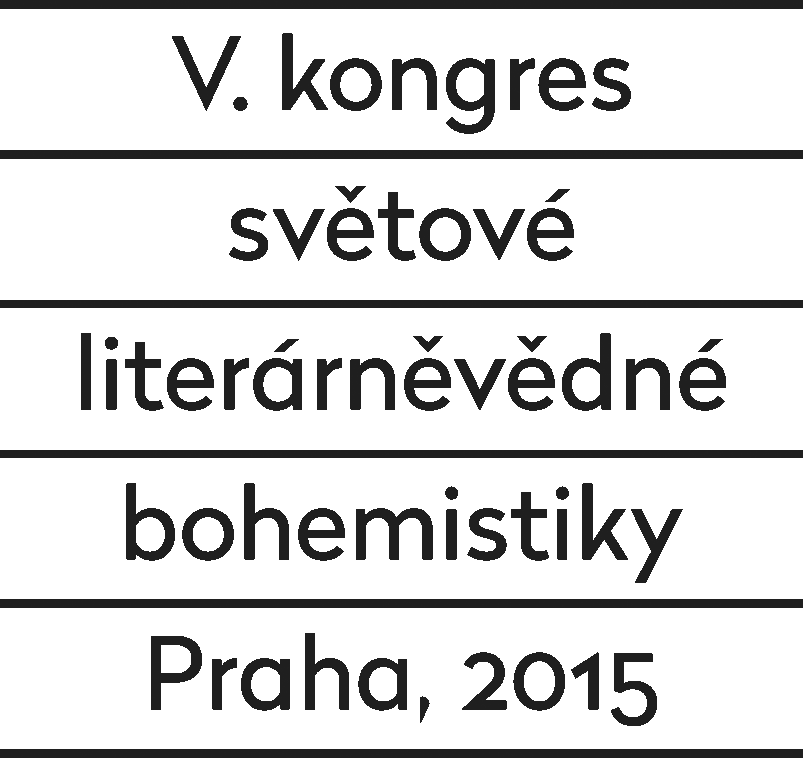 V. kongres
světové
literárněvědné
bohemistiky
Praha, 2015